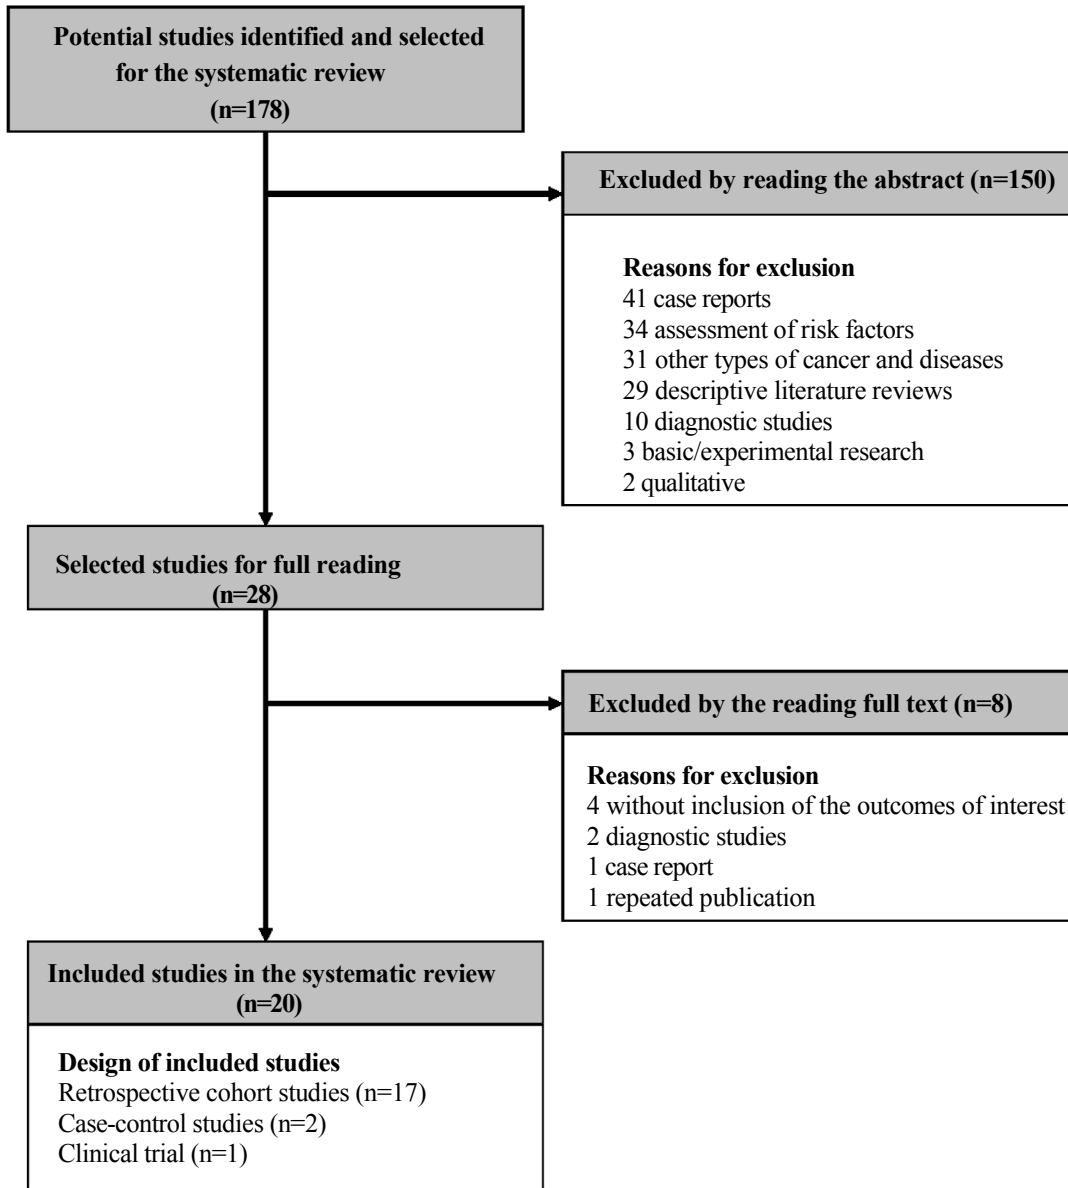 Potential studies identified and selected
for the systematic review
(n=178)
Excluded by reading the abstract (n=150)
Reasons for exclusion
41 case reports
34 assessment of risk factors
31 other types of cancer and diseases
29 descriptive literature reviews
10 diagnostic studies
3 basic/experimental research
2 qualitative
Selected studies for full reading
(n=28)
Excluded by the reading full text (n=8)
Reasons for exclusion
4 without inclusion of the outcomes of interest
2 diagnostic studies
1 case report
1 repeated publication
Included studies in the systematic review
(n=20)
Design of included studies
Retrospective cohort studies (n=17)
Case-control studies (n=2)
Clinical trial (n=1)